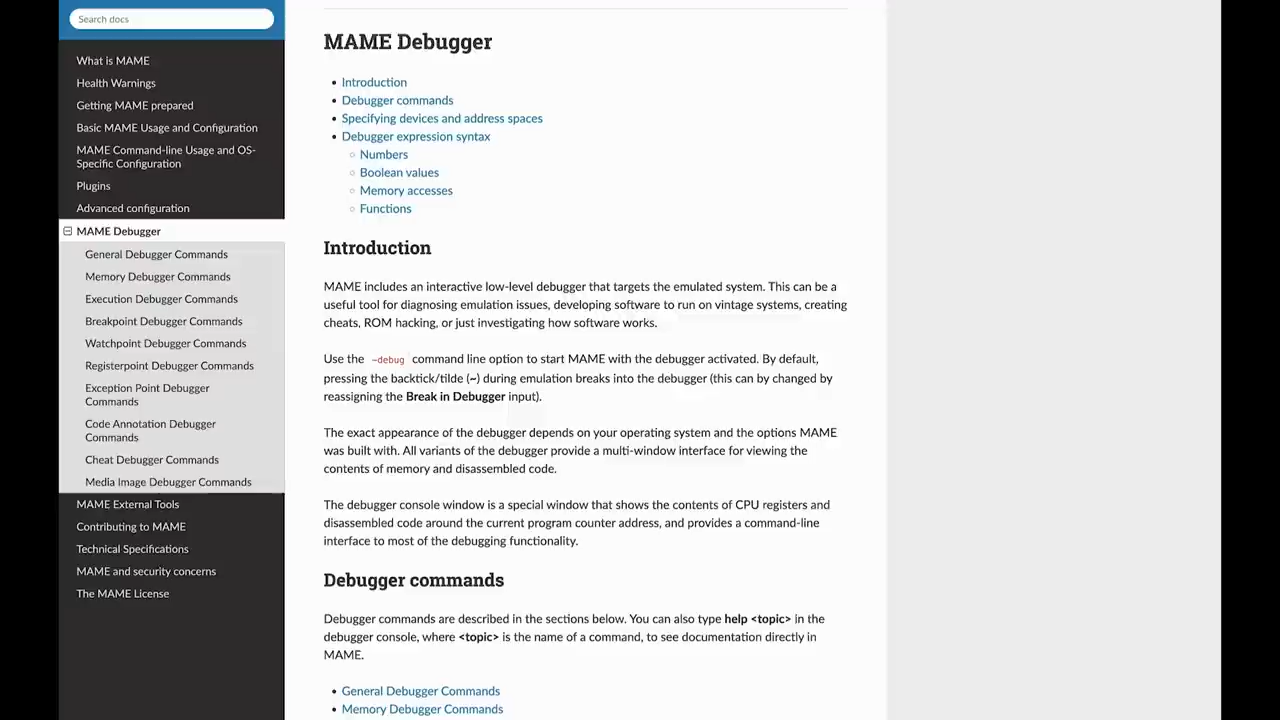 Search docs
What is MAME
Health Warnings
Getting MAME prepared
Basic MAME Usage and Configuration
MAME Command-line Usage and OS-
Specific Configuration
Plugins
Advanced configuration
MAME Debugger
General Debugger Commands
Memory Debugger Commands
Execution Debugger Commands
Breakpoint Debugger Commands
Watchpoint Debugger Commands
Registerpoint Debugger Commands
Exception Point Debugger
Commands
Code Annotation Debugger
Commands
Cheat Debugger Commands
Media Image Debugger Commands
MAME External Tools
Contributing to MAME
Technical Specifications
MAME and security concerns
The MAME License
MAME Debugger
Introduction
Debugger commands
Specifying devices and address spaces
Debugger expression syntax
Numbers
Boolean values
Memory accesses
Functions
Introduction
MAME includes an interactive low-level debugger that targets the emulated system. This can be a
useful tool for diagnosing emulation issues, developing software to run on vintage systems, creating
cheats, ROM hacking, or just investigating how software works.
Use the -debug command line option to start MAME with the debugger activated. By default,
pressing the backtick/tilde (~) during emulation breaks into the debugger (this can by changed by
reassigning the Break in Debugger input).
The exact appearance of the debugger depends on your operating system and the options MAME
was built with. All variants of the debugger provide a multi-window interface for viewing the
contents of memory and disassembled code.
The debugger console window is a special window that shows the contents of CPU registers and
disassembled code around the current program counter address, and provides a command-line
interface to most of the debugging functionality.
Debugger commands
Debugger commands are described in the sections below. You can also type help <topic> in the
debugger console, where <topic> is the name of a command, to see documentation directly in
MAME.
General Debugger Commands
Memory Debugger Commands